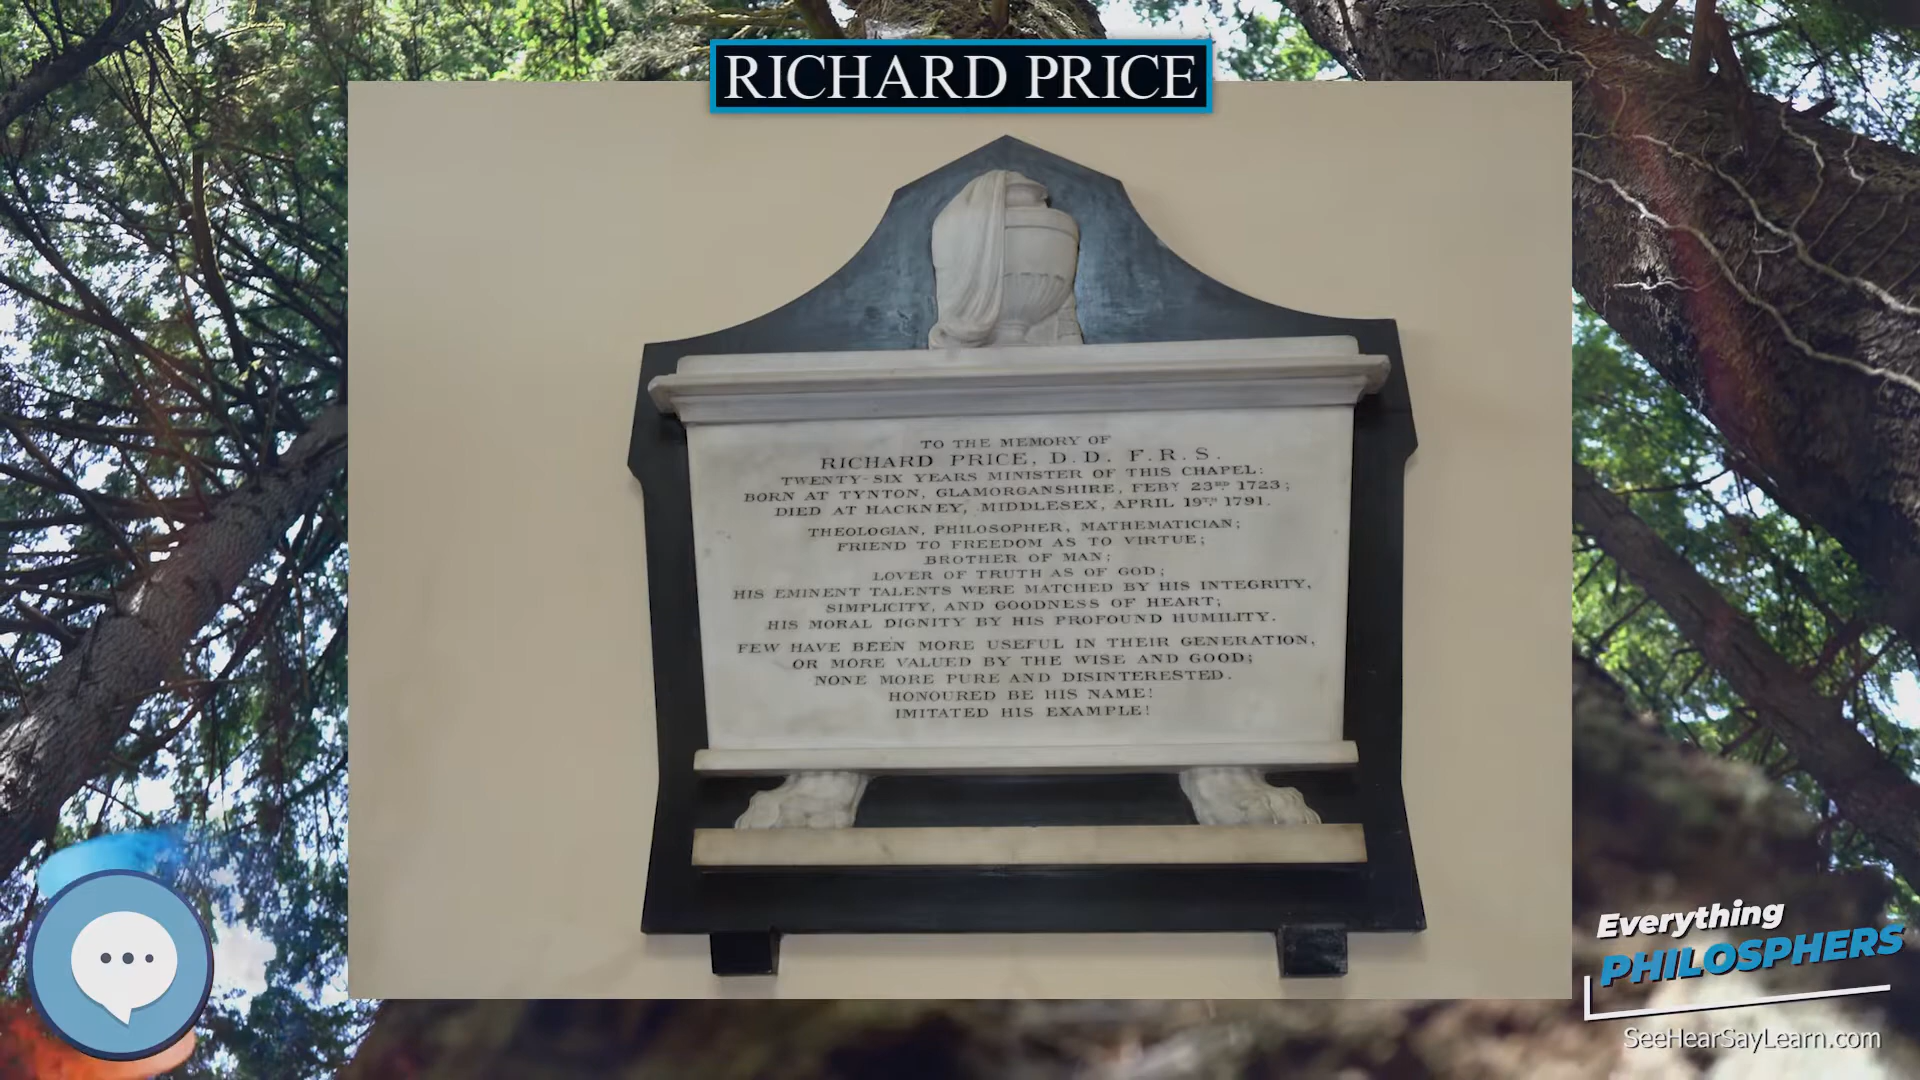 RICHARD PRICE
TO THE MEMORY OF
RICHARD PRICE, D.D. F.R.S.
TWENTY-SIX YEARS MINISTER OF THIS CHAPEL:
BORN AT TYNTON, GLAMORGANSHIRE, FEBY 23RD 1723;
DIED AT HACKNEY, MIDDLESEX, APRIL 19TH 1791.
THEOLOGIAN, PHILOSOPHER, MATHEMATICIAN;
FRIEND TO FREEDOM AS TO VIRTUE;
BROTHER OF MAN;
LOVER OF TRUTH AS OF GOD;
HIS EMINENT TALENTS WERE MATCHED BY HIS INTEGRITY,
SIMPLICITY, AND GOODNESS OF HEART;
HIS MORAL DIGNITY BY HIS PROFOUND HUMILITY.
FEW HAVE BEEN MORE USEFUL IN THEIR GENERATION,
OR MORE VALUED BY THE WISE AND GOOD;
NONE MORE PURE AND DISINTERESTED.
HONOURED BE HIS NAME!
IMITATED HIS EXAMPLE!
Everything
PHILOSPHERS
SeeHearSayLearn.com